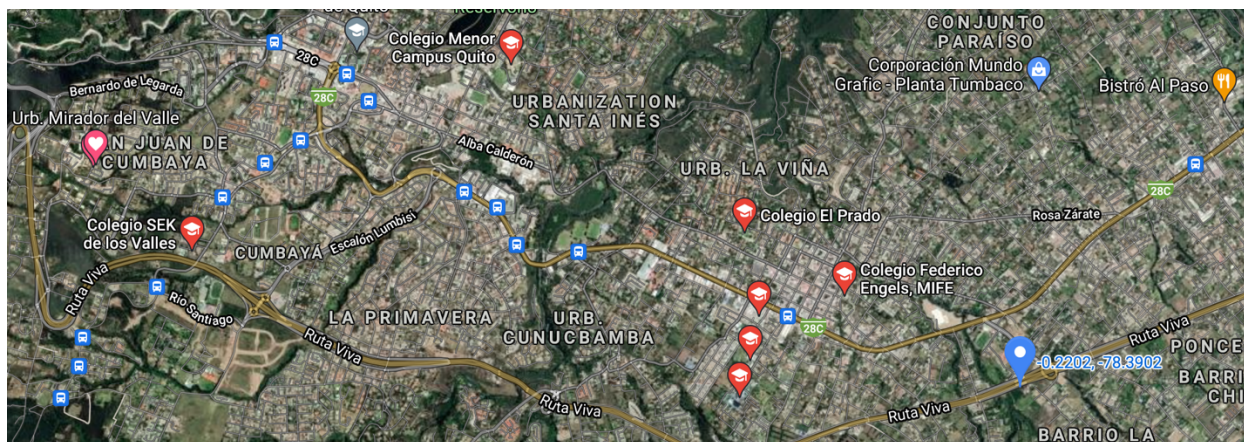 de Quito
Reservorio
28C
Colegio Menor
Campus Quito
CONJUNTO
PARAÍSO
Corporación Mundo
Grafic - Planta Tumbaco
Bistró Al Paso
Bernardo de Legarda
28C
URBANIZATION
SANTA INÉS
Urb. Mirador del Valle
N JUAN DE
CUMBAYA
Alba Calderón
URB. LA VIÑA
28C
Rosa Zárate
Colegio El Prado
Colegio SEK
de los Valles
CUMBAYÁ
Escalón Lumbisí
Colegio Federico
Engels, MIFE
Ruta Viva
Río Santiago
LA PRIMAVERA
URB.
CUNUCBAMBA
28C
Ruta Viva
Ruta Viva
PONCE
-0.2202, -78.3902
BARRI
CHI
Ruta Viva
Ruta Viva
BARRIO LA